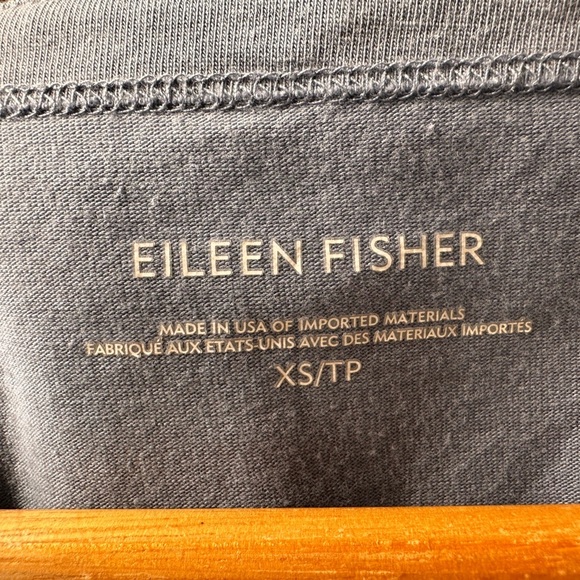 EILEEN FISHER
MADE IN USA OF IMPORTED MATERIALS
FABRIQUÉ AUX ETATS-UNIS AVEC DES MATERIAUX IMPORTÉS
XS/TP